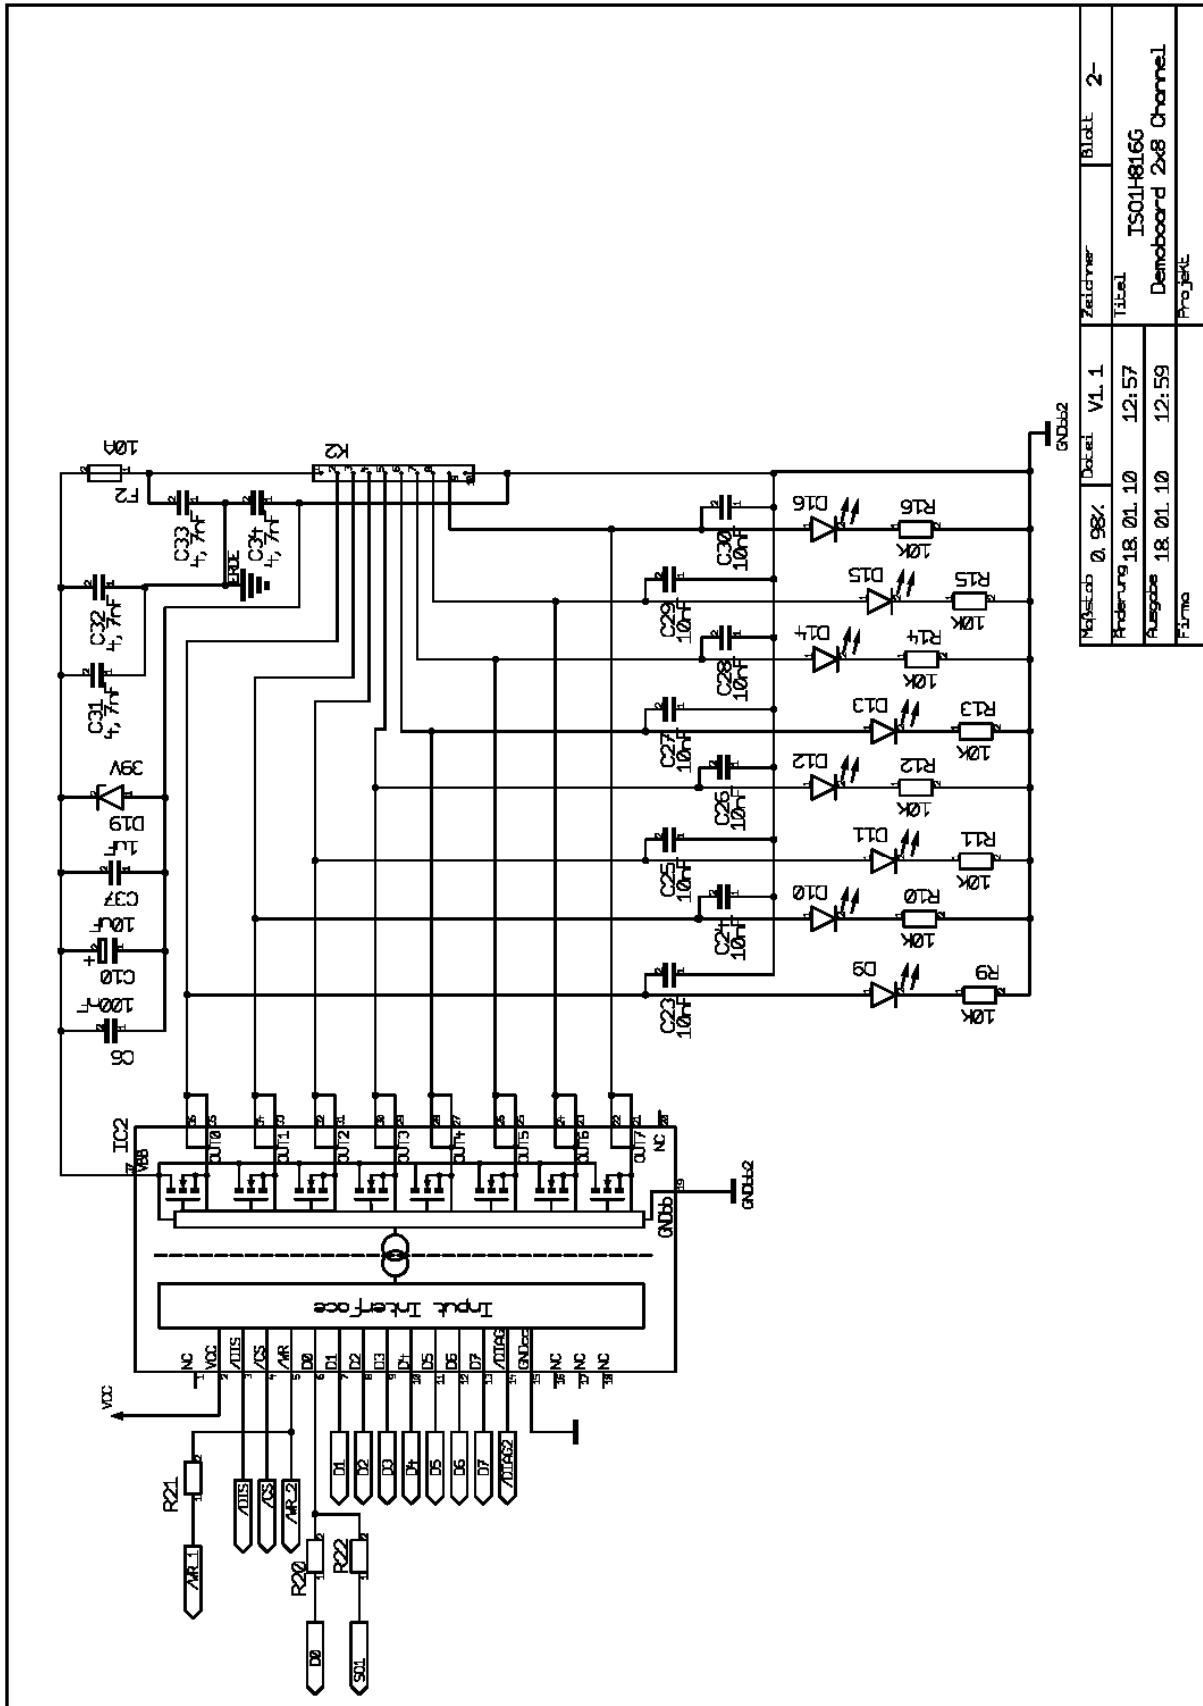 VCC
R21
/WR_1
/DIS
/CS
/WR_2
R20
R22
D0
SO1
D1
D2
D3
D4
D5
D6
D7
/DIAG2
IC2
NC
VCC
/DIS
/CS
/WR
D0
D1
D2
D3
D4
D5
D6
D7
/DIAG
GNDcc
NC
NC
NC
Input Interface
VBB
OUT0
OUT1
OUT2
OUT3
OUT4
OUT5
OUT6
OUT7
NC
GNDbb
GNDbb2
100nF
10uF
C10
1uF
C37
39V
D19
C31
4,7nF
C32
4,7nF
C33
4,7nF
C34
4,7nF
ERDE
10A
F2
K2
C23
10nF
C24
10nF
C25
10nF
C26
10nF
C27
10nF
C28
10nF
C29
10nF
C30
10nF
D9
D10
D11
D12
D13
D14
D15
D16
R9
10k
R10
10k
R11
10k
R12
10k
R13
10k
R14
10k
R15
10k
R16
10k
GNDbb2
Maßstab 0.98% Datei V1.1 Zeichner Blatt 2-
Änderung 18.01.10 12:57 Titel ISO1H816G
Ausgabe 18.01.10 12:59 Demoboard 2x8 Channel
Firma Projekt